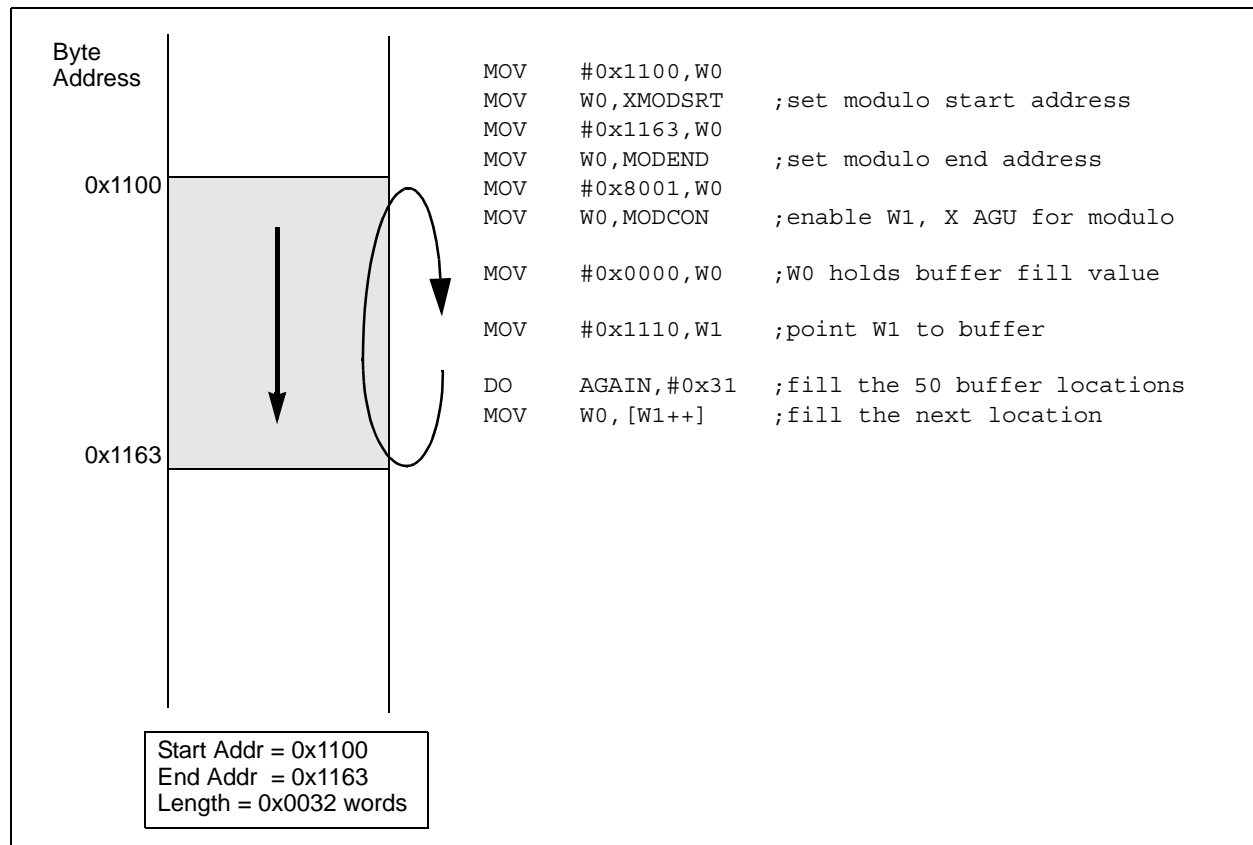 Byte
Address
0x1100
0x1163
MOV #0x1100,W0
MOV W0,XMODSRT ;set modulo start address
MOV #0x1163,W0
MOV W0,MODEND ;set modulo end address
MOV #0x8001,W0
MOV W0,MODCON ;enable W1, X AGU for modulo
MOV #0x0000,W0 ;W0 holds buffer fill value
MOV #0x1110,W1 ;point W1 to buffer
DO AGAIN,#0x31 ;fill the 50 buffer locations
MOV W0,[W1++] ;fill the next location
Start Addr = 0x1100
End Addr = 0x1163
Length = 0x0032 words